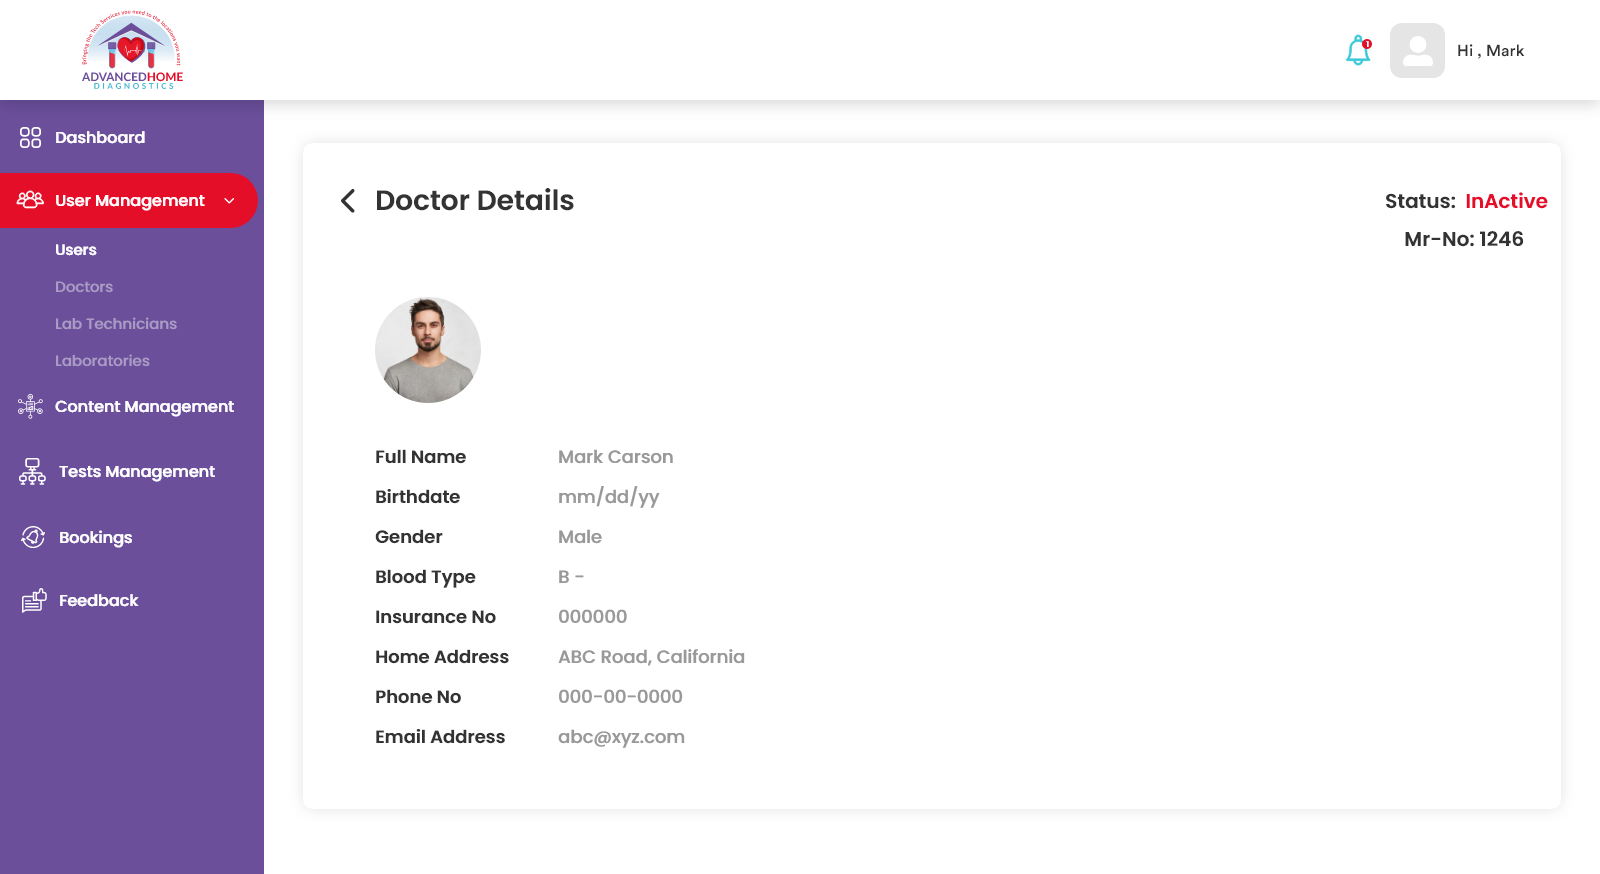 Bringing the Tech Services you need to the locations you want
ADVANCEDHOME
DIAGNOSTICS
1
Hi , Mark
Dashboard
User Management
Users
Doctors
Lab Technicians
Laboratories
Content Management
Tests Management
Bookings
Feedback
Doctor Details
Status: InActive
Mr-No: 1246
Full Name Mark Carson
Birthdate mm/dd/yy
Gender Male
Blood Type B -
Insurance No 000000
Home Address ABC Road, California
Phone No 000-00-0000
Email Address abc@xyz.com